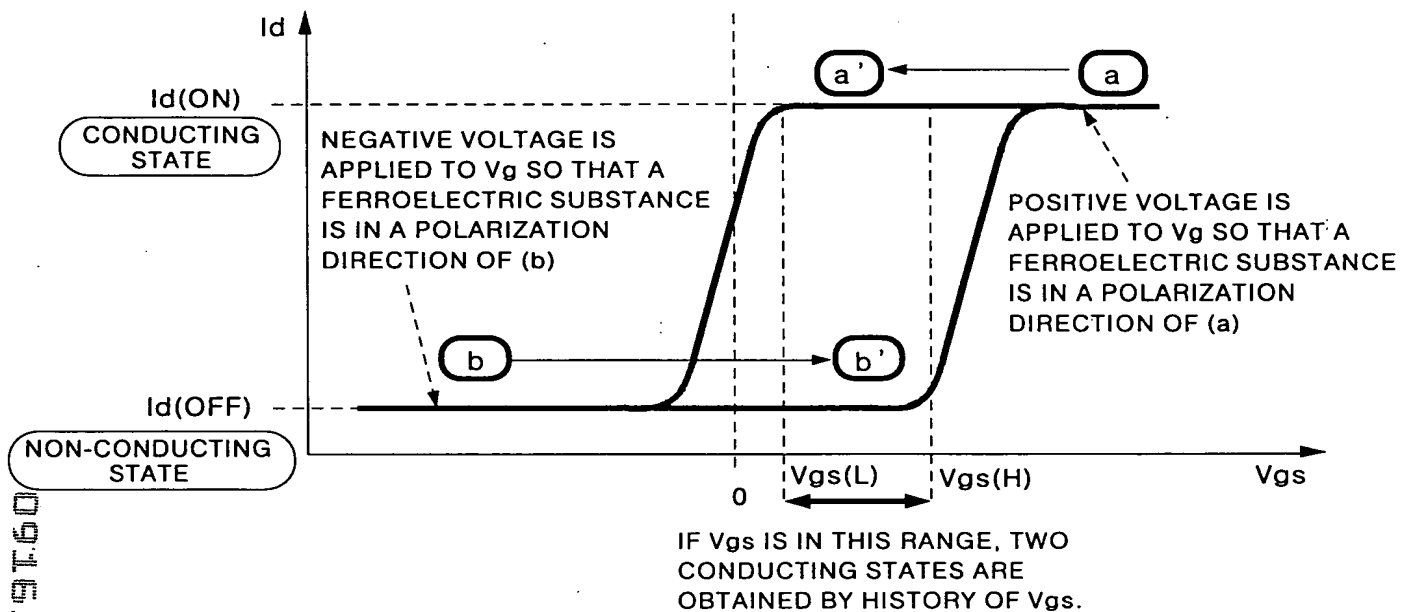 Id
a'
a
Id(ON)
CONDUCTING
STATE
NEGATIVE VOLTAGE IS
APPLIED TO Vg SO THAT A
FERROELECTRIC SUBSTANCE
IS IN A POLARIZATION
DIRECTION OF (b)
POSITIVE VOLTAGE IS
APPLIED TO Vg SO THAT A
FERROELECTRIC SUBSTANCE
IS IN A POLARIZATION
DIRECTION OF (a)
b
b'
Id(OFF)
NON-CONDUCTING
STATE
0
Vgs(L)
Vgs(H)
Vgs
IF Vgs IS IN THIS RANGE, TWO
CONDUCTING STATES ARE
OBTAINED BY HISTORY OF Vgs.